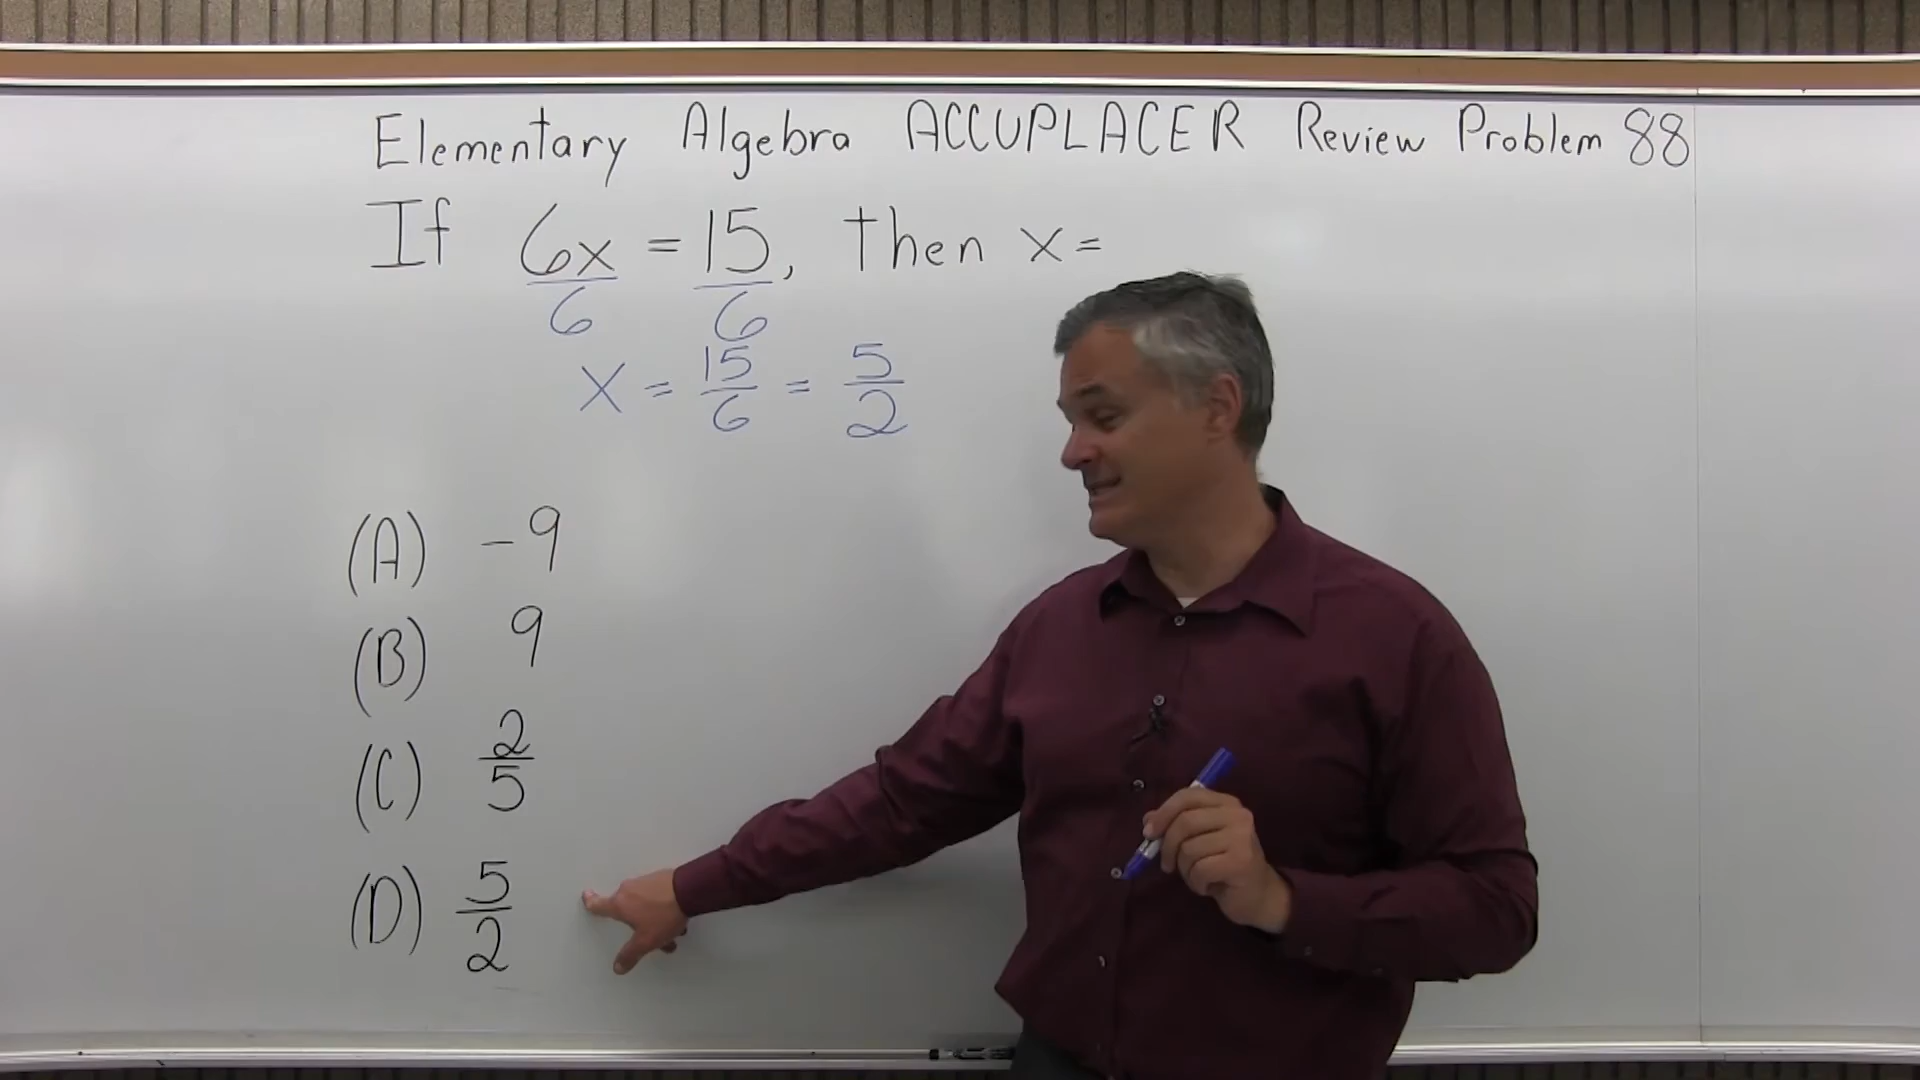 Elementary Algebra ACCUPLACER Review Problem 88
If 6x/6 = 15/6, then x =
x = 15/6 = 5/2
(A) -9
(B) 9
(C) 2/5
(D) 5/2